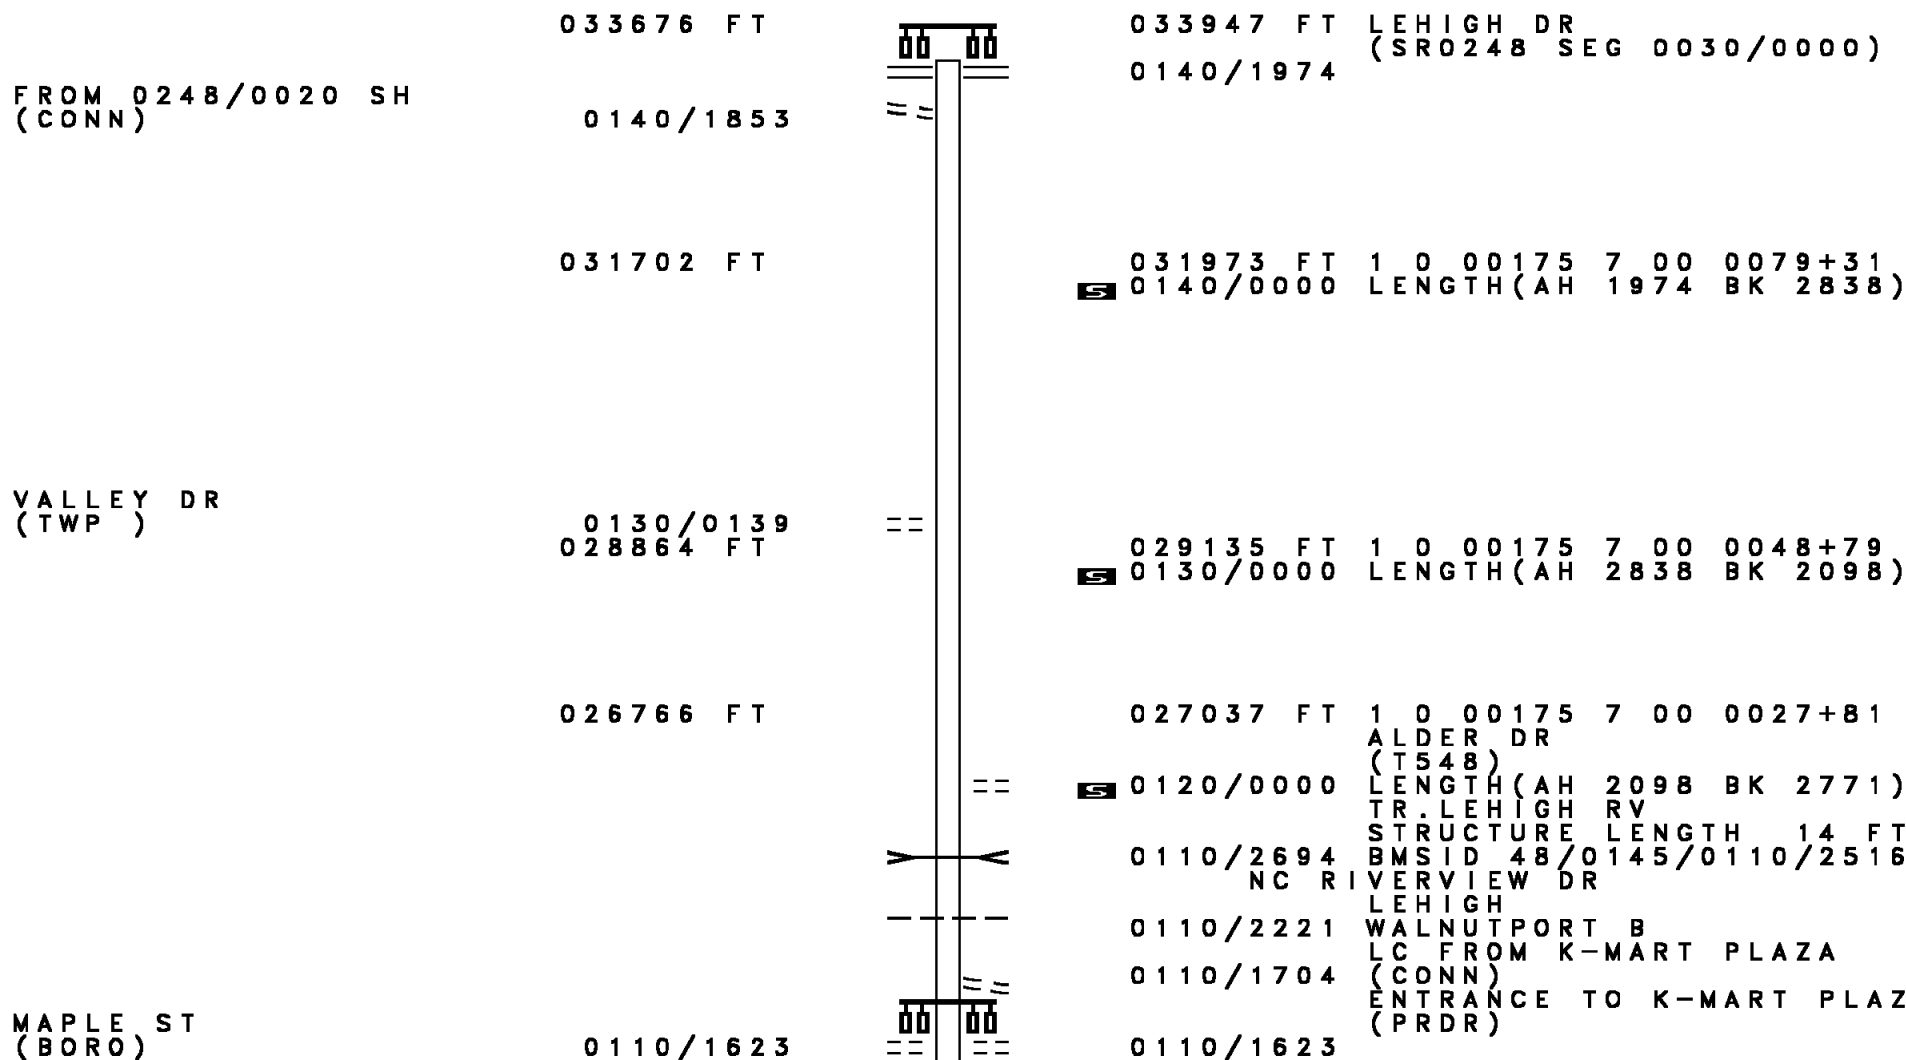 033676 FT 033947 FT LEHIGH DR
(SR0248 SEG 0030/0000)
0140/1974
FROM 0248/0020 SH
(CONN) 0140/1853
031702 FT 031973 FT 1 0 00175 7 00 0079+31
S 0140/0000 LENGTH(AH 1974 BK 2838)
VALLEY DR
(TWP ) 0130/0139
028864 FT 029135 FT 1 0 00175 7 00 0048+79
S 0130/0000 LENGTH(AH 2838 BK 2098)
026766 FT 027037 FT 1 0 00175 7 00 0027+81
ALDER DR
(T548)
S 0120/0000 LENGTH(AH 2098 BK 2771)
TR.LEHIGH RV
STRUCTURE LENGTH 14 FT
0110/2694 BMSID 48/0145/0110/2516
NC RIVERVIEW DR
LEHIGH
0110/2221 WALNUTPORT B
LC FROM K-MART PLAZA
0110/1704 (CONN)
ENTRANCE TO K-MART PLAZ
MAPLE ST (PRDR)
(BORO) 0110/1623 0110/1623